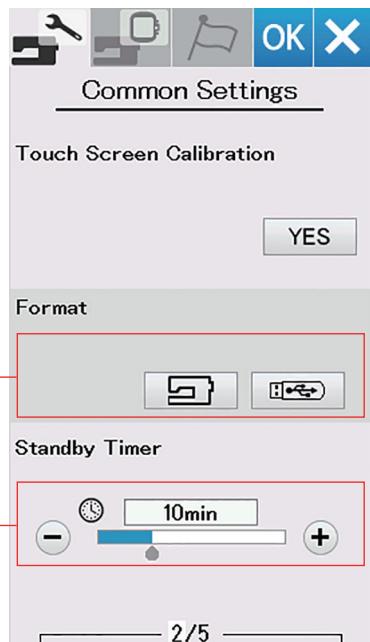 OK
Common Settings
Touch Screen Calibration
YES
Format
Standby Timer
10min
2/5